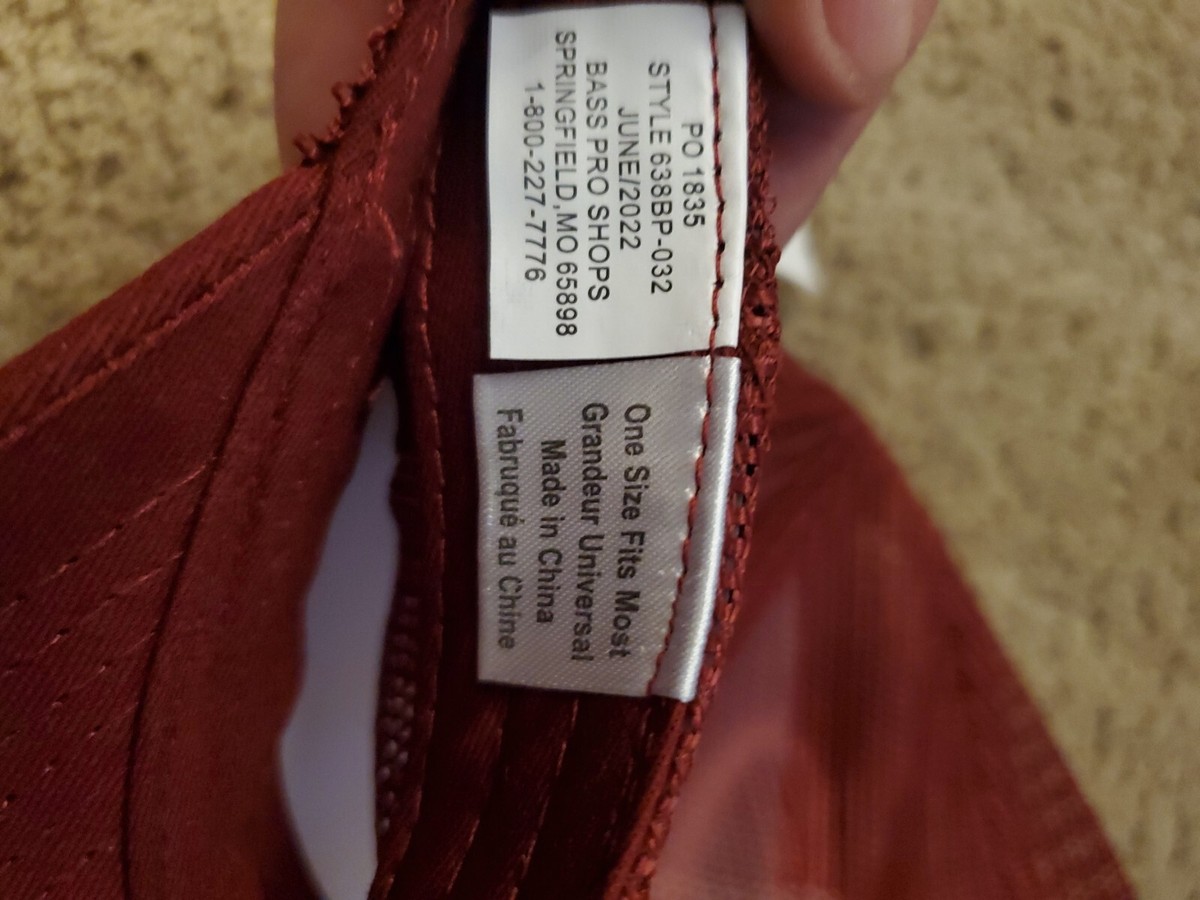 PO 1835
STYLE 638BP-032
JUNE/2022
BASS PRO SHOPS
SPRINGFIELD,MO 65898
1-800-227-7776
One Size Fits Most
Grandeur Universal
Made in China
Fabruqué au Chine